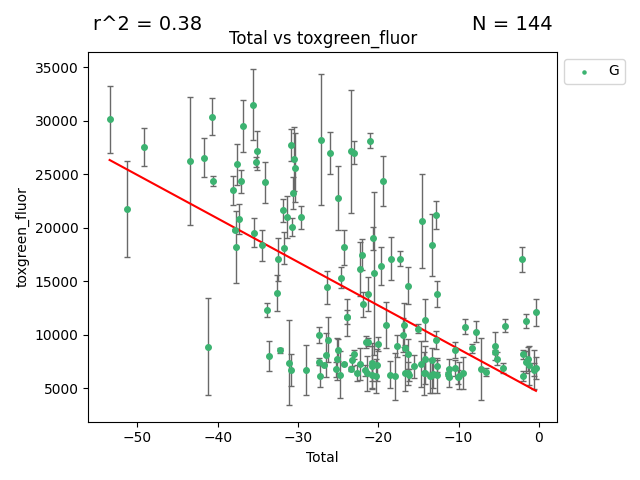 r^2 = 0.38
N = 144
Total vs toxgreen_fluor
G
35000
30000
25000
20000
15000
10000
5000
toxgreen_fluor
−50
−40
−30
−20
−10
0
Total